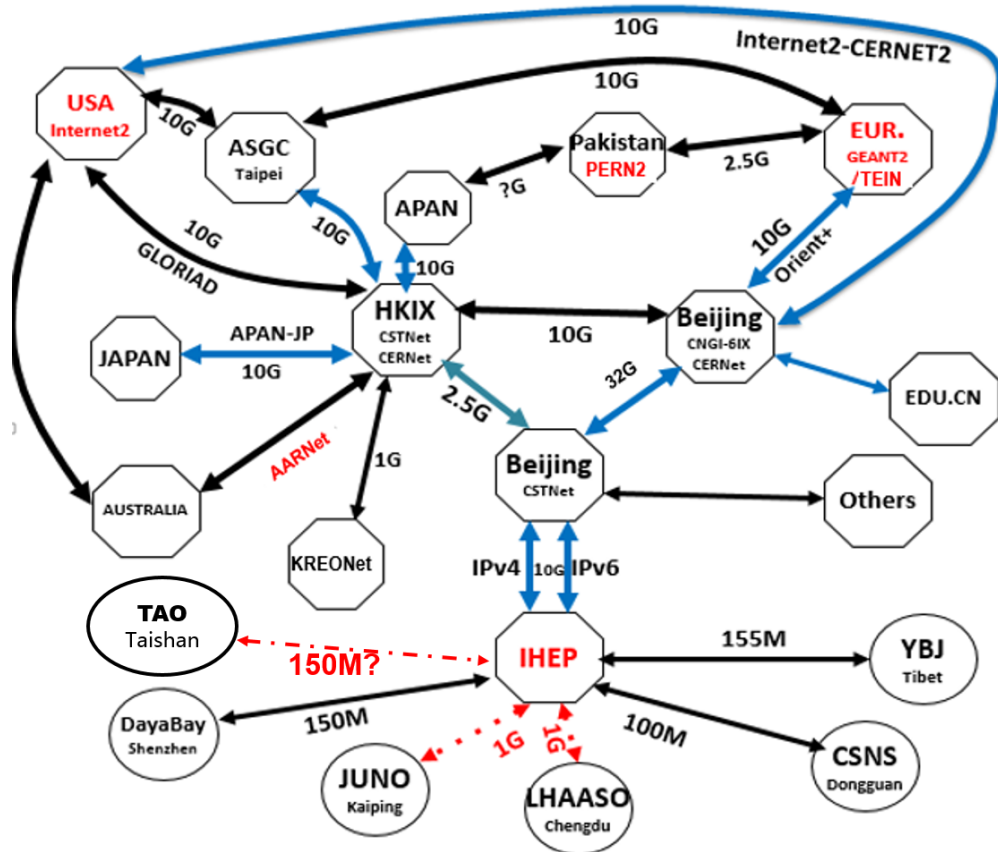 10G
Internet2-CERNET2
USA
Internet2
10G
10G
ASGC
Taipei
Pakistan
PERN2
EUR.
GEANT2
/TEIN
2.5G
?G
APAN
10G
10G
GLORIAD
10G
10G
Orient+
HKIX
CSTNet
CERNet
10G
Beijing
CNGI-6IX
CERNet
JAPAN
APAN-JP
10G
2.5G
32G
EDU.CN
AARNet
1G
Beijing
CSTNet
Others
AUSTRALIA
KREONet
IPv4
10G
IPv6
TAO
Taishan
150M?
IHEP
155M
YBJ
Tibet
DayaBay
Shenzhen
150M
1G
1G
100M
JUNO
Kaiping
LHAASO
Chengdu
CSNS
Dongguan